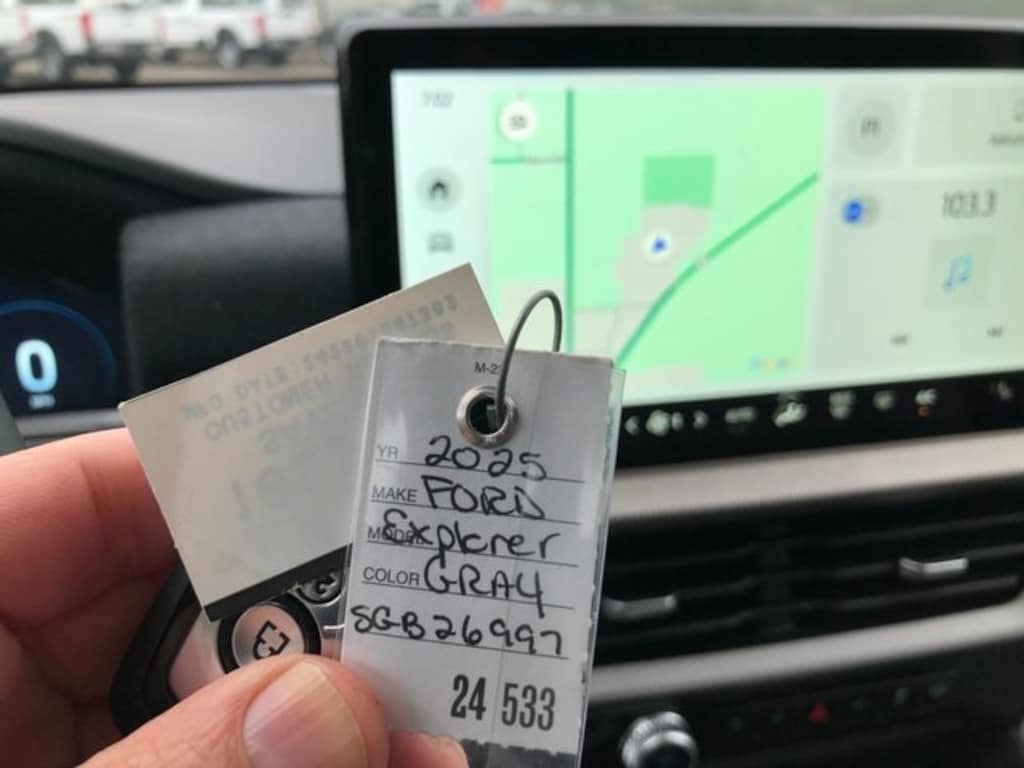 103.3
M-2
YR 2025
MAKE FORD
MODEL Explorer
COLOR GRAY
SGB26997
24 533
0